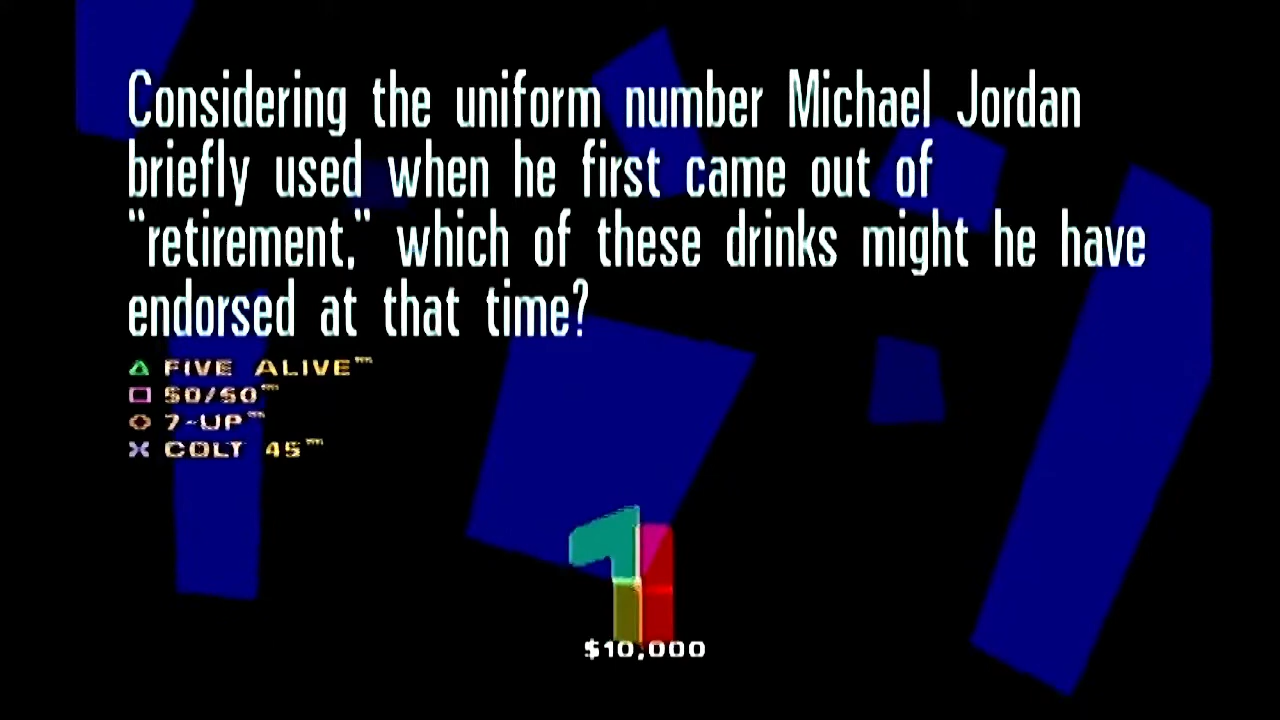 Considering the uniform number Michael Jordan
briefly used when he first came out of
"retirement," which of these drinks might he have
endorsed at that time?
FIVE ALIVE™
50/50™
7-UP™
COLT 45™
1
$10,000